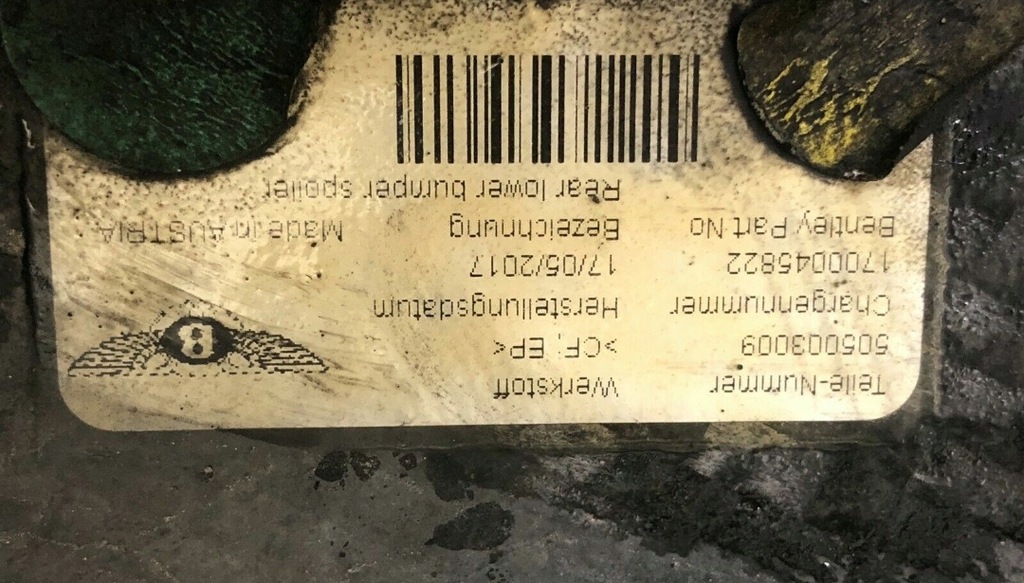 Teile-Nummer Werkstoff
505003009 >CF; EP<
Chargennummer Herstellungsdatum
1700045822 17/05/2017
Bentley Part No Bezeichnung Made in AUSTRIA
Rear lower bumper spoiler
B